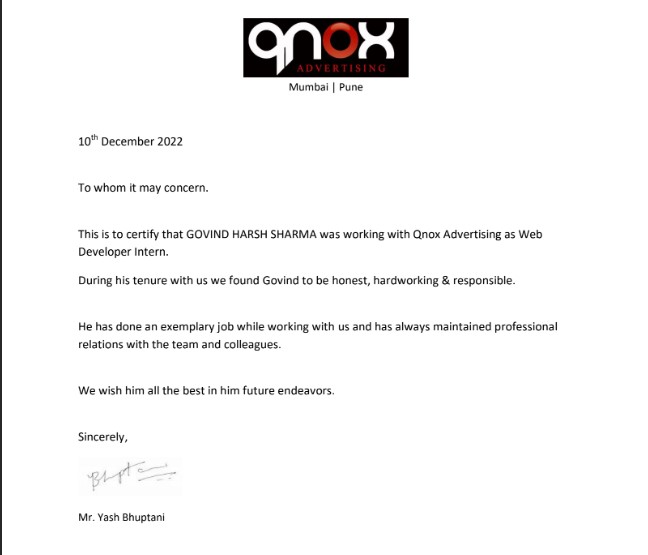 qnox
ADVERTISING
Mumbai | Pune
10th December 2022
To whom it may concern.
This is to certify that GOVIND HARSH SHARMA was working with Qnox Advertising as Web
Developer Intern.
During his tenure with us we found Govind to be honest, hardworking & responsible.
He has done an exemplary job while working with us and has always maintained professional
relations with the team and colleagues.
We wish him all the best in him future endeavors.
Sincerely,
Mr. Yash Bhuptani